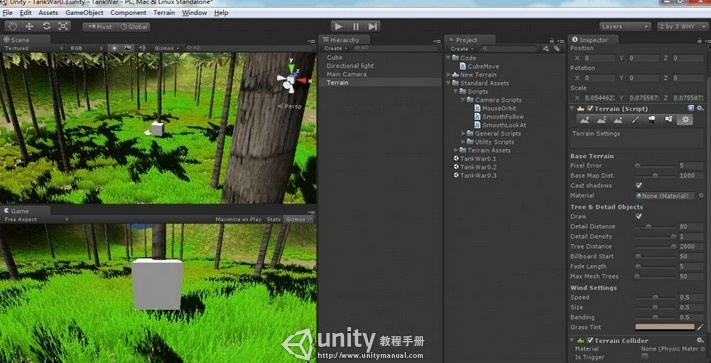 Unity - TankWar0.3.unity - TankWar - PC, Mac & Linux Standalone*
File Edit Assets GameObject Component Terrain Window Help
Pivot Global Layers 2 by 3 WHY
Scene
Textured RGB Gizmos All
y
x
Persp
Game
Free Aspect Maximize on Play Stats Gizmos
Hierarchy
Create All
Cube
Directional light
Main Camera
Terrain
Project
Create
Code
CubeMove
New Terrain
Standard Assets
Scripts
Camera Scripts
MouseOrbit
SmoothFollow
SmoothLookAt
General Scripts
Utility Scripts
Terrain Assets
TankWar0.1
TankWar0.2
TankWar0.3
Inspector
Position
X 0 Y 0 Z 0
Rotation
X 0 Y 0 Z 0
Scale
X 0.054462 Y 0.075587 Z 0.075587
Terrain (Script)
Terrain Settings
Base Terrain
Pixel Error 5
Base Map Dist. 1000
Cast shadows
Material None (Material)
Tree & Detail Objects
Draw
Detail Distance 80
Detail Density 1
Tree Distance 2000
Billboard Start 50
Fade Length 5
Max Mesh Trees 50
Wind Settings
Speed 0.5
Size 0.5
Bending 0.5
Grass Tint
Terrain Collider
Material None (Physic Mater
Is Trigger
unity 教程手册
http://www.unitymanual.com